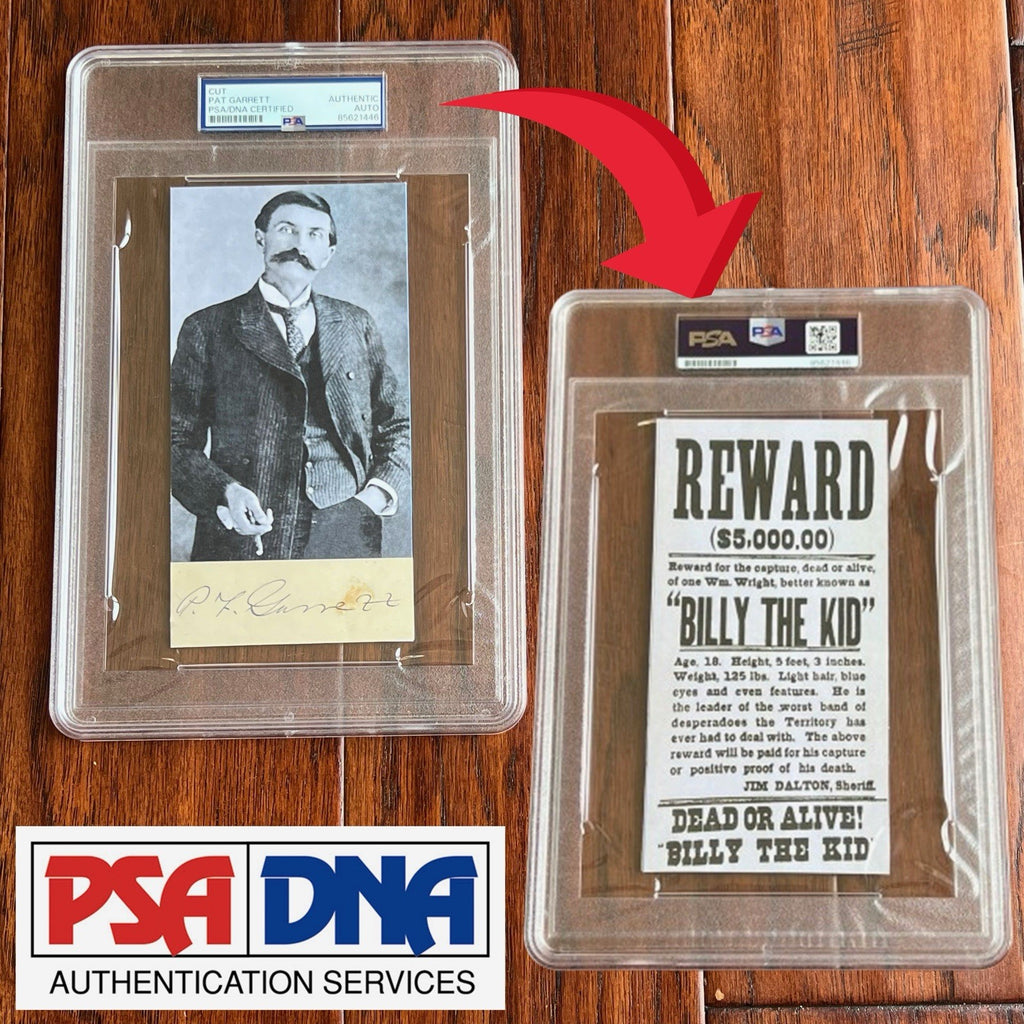 CUT
PAT GARRETT
PSA/DNA CERTIFIED
AUTHENTIC
AUTO
85621446
PSA
P. F. Garrett
PSA
PSA
85621446
REWARD
($5,000.00)
Reward for the capture, dead or alive,
of one Wm. Wright, better known as
"BILLY THE KID"
Age, 18. Height, 5 feet, 3 inches.
Weight, 125 lbs. Light hair, blue
eyes and even features. He is
the leader of the worst band of
desperadoes the Territory has
ever had to deal with. The above
reward will be paid for his capture
or positive proof of his death.
JIM DALTON, Sheriff.
DEAD OR ALIVE!
"BILLY THE KID"
PSA DNA
AUTHENTICATION SERVICES